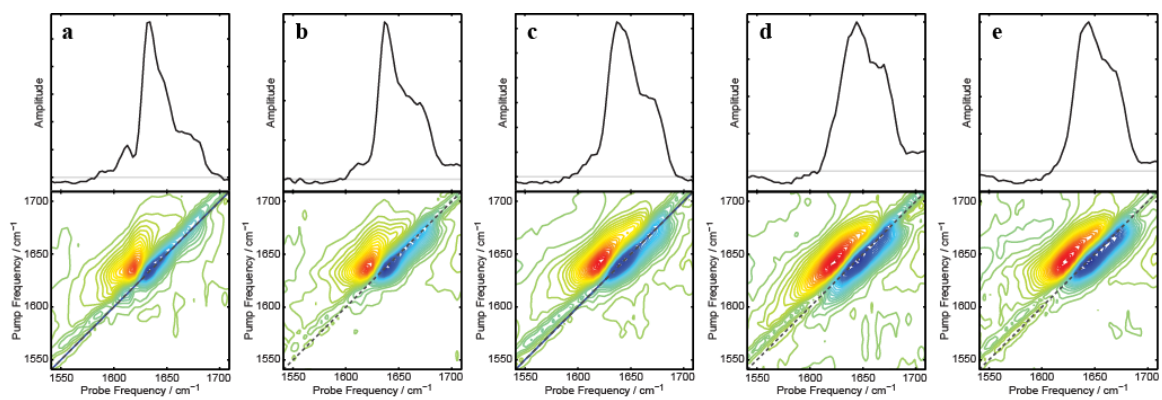 a
b
c
d
e
Amplitude
Amplitude
Amplitude
Amplitude
Amplitude
Pump Frequency / cm⁻¹
Pump Frequency / cm⁻¹
Pump Frequency / cm⁻¹
Pump Frequency / cm⁻¹
Pump Frequency / cm⁻¹
1700
1650
1600
1550
1700
1650
1600
1550
1700
1650
1600
1550
1700
1650
1600
1550
1700
1650
1600
1550
1550 1600 1650 1700
1550 1600 1650 1700
1550 1600 1650 1700
1550 1600 1650 1700
1550 1600 1650 1700
Probe Frequency / cm⁻¹
Probe Frequency / cm⁻¹
Probe Frequency / cm⁻¹
Probe Frequency / cm⁻¹
Probe Frequency / cm⁻¹